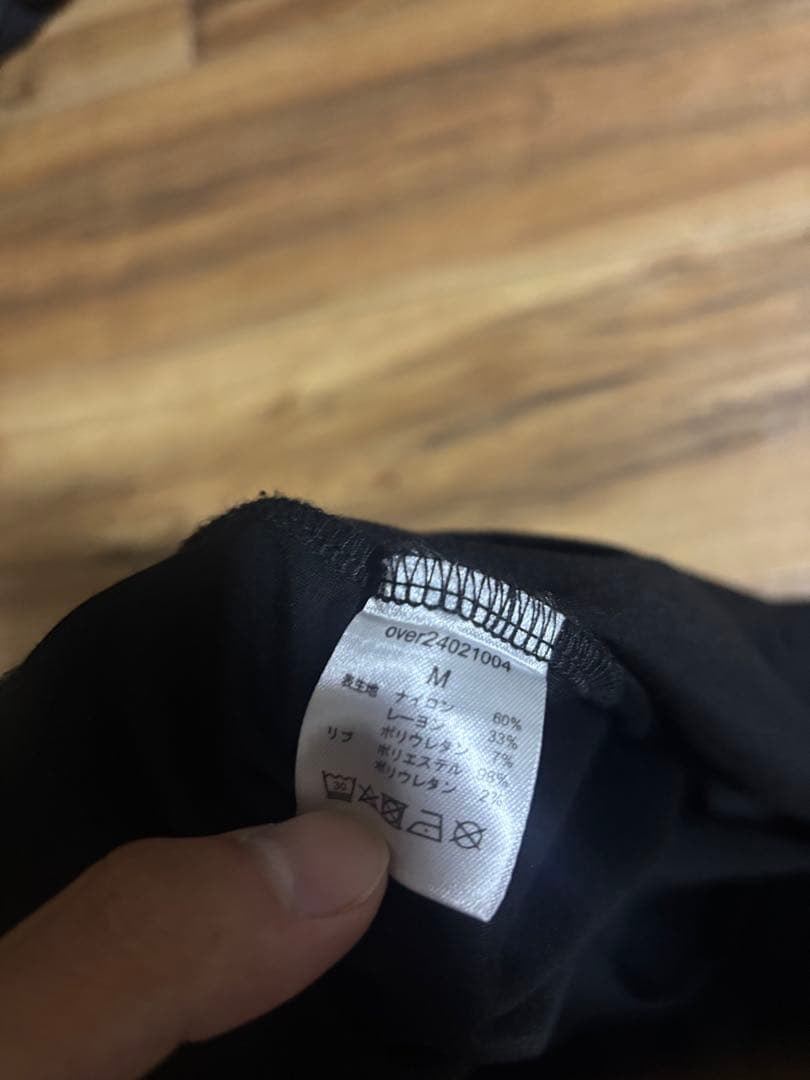 over24021004
M
表生地 ナイロン 60%
レーヨン 33%
ポリウレタン 7%
リブ ポリエステル 98%
ポリウレタン 2%
30